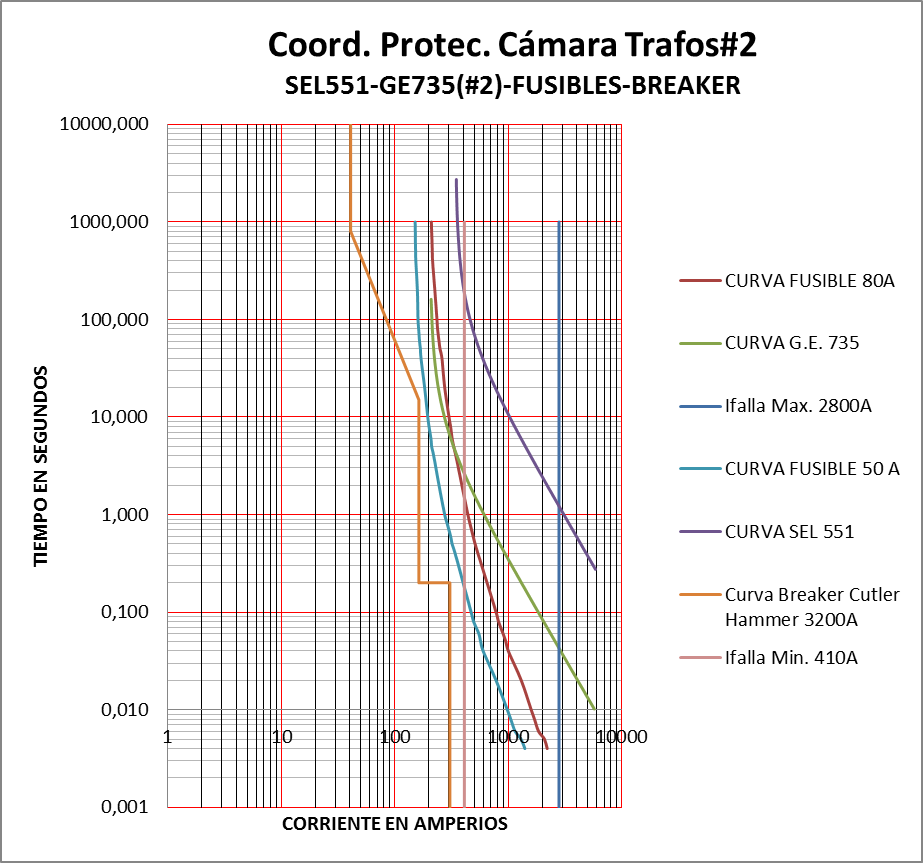 Coord. Protec. Cámara Trafos#2
SEL551-GE735(#2)-FUSIBLES-BREAKER
TIEMPO EN SEGUNDOS
10000,000
1000,000
100,000
10,000
1,000
0,100
0,010
0,001
1
10
100
1000
10000
CORRIENTE EN AMPERIOS
CURVA FUSIBLE 80A
CURVA G.E. 735
Ifalla Max. 2800A
CURVA FUSIBLE 50 A
CURVA SEL 551
Curva Breaker Cutler
Hammer 3200A
Ifalla Min. 410A